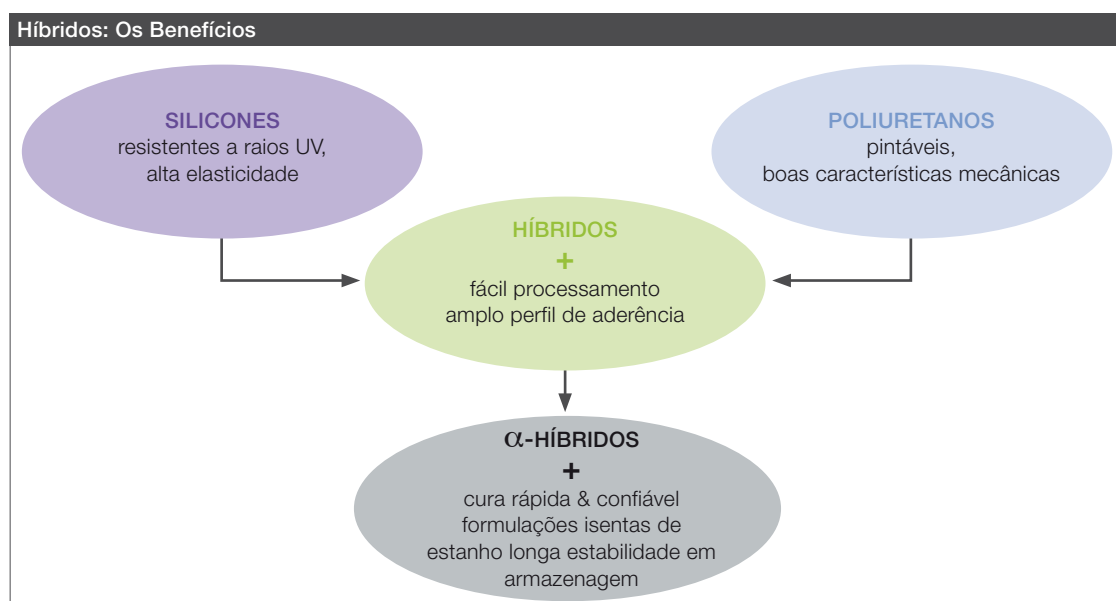 Híbridos: Os Benefícios
SILICONES
resistentes a raios UV,
alta elasticidade
POLIURETANOS
pintáveis,
boas características mecânicas
HÍBRIDOS
+
fácil processamento
amplo perfil de aderência
α-HÍBRIDOS
+
cura rápida & confiável
formulações isentas de
estanho longa estabilidade em
armazenagem